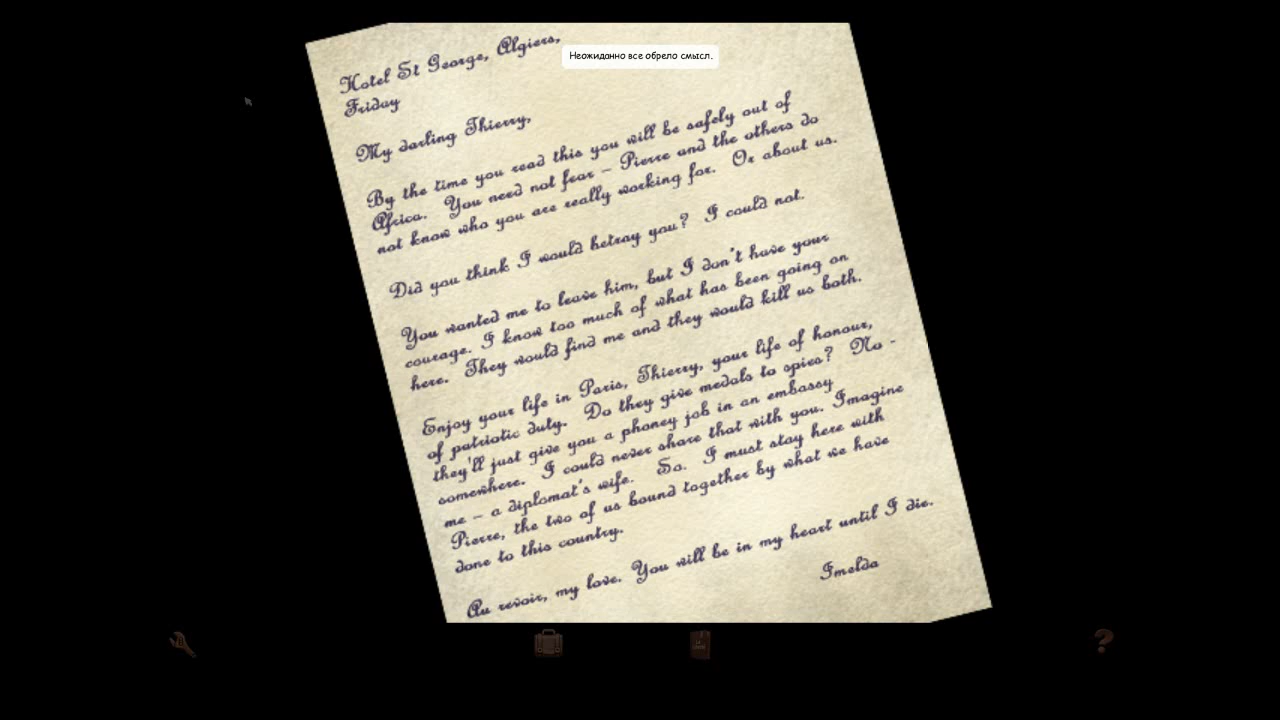 Неожиданно все обрело смысл.
Hotel St George, Algiers,
Friday
My darling Thierry,
By the time you read this you will be safely out of
Africa. You need not fear – Pierre and the others do
not know who you are really working for. Or about us.
Did you think I would betray you? I could not.
You wanted me to leave him, but I don't have your
courage. I know too much of what has been going on
here. They would find me and they would kill us both.
Enjoy your life in Paris, Thierry, your life of honour,
of patriotic duty. Do they give medals to spies? No -
they'll just give you a phoney job in an embassy
somewhere. I could never share that with you. Imagine
me – a diplomat's wife. So. I must stay here with
Pierre, the two of us bound together by what we have
done to this country.
Au revoir, my love. You will be in my heart until I die.
Imelda
?